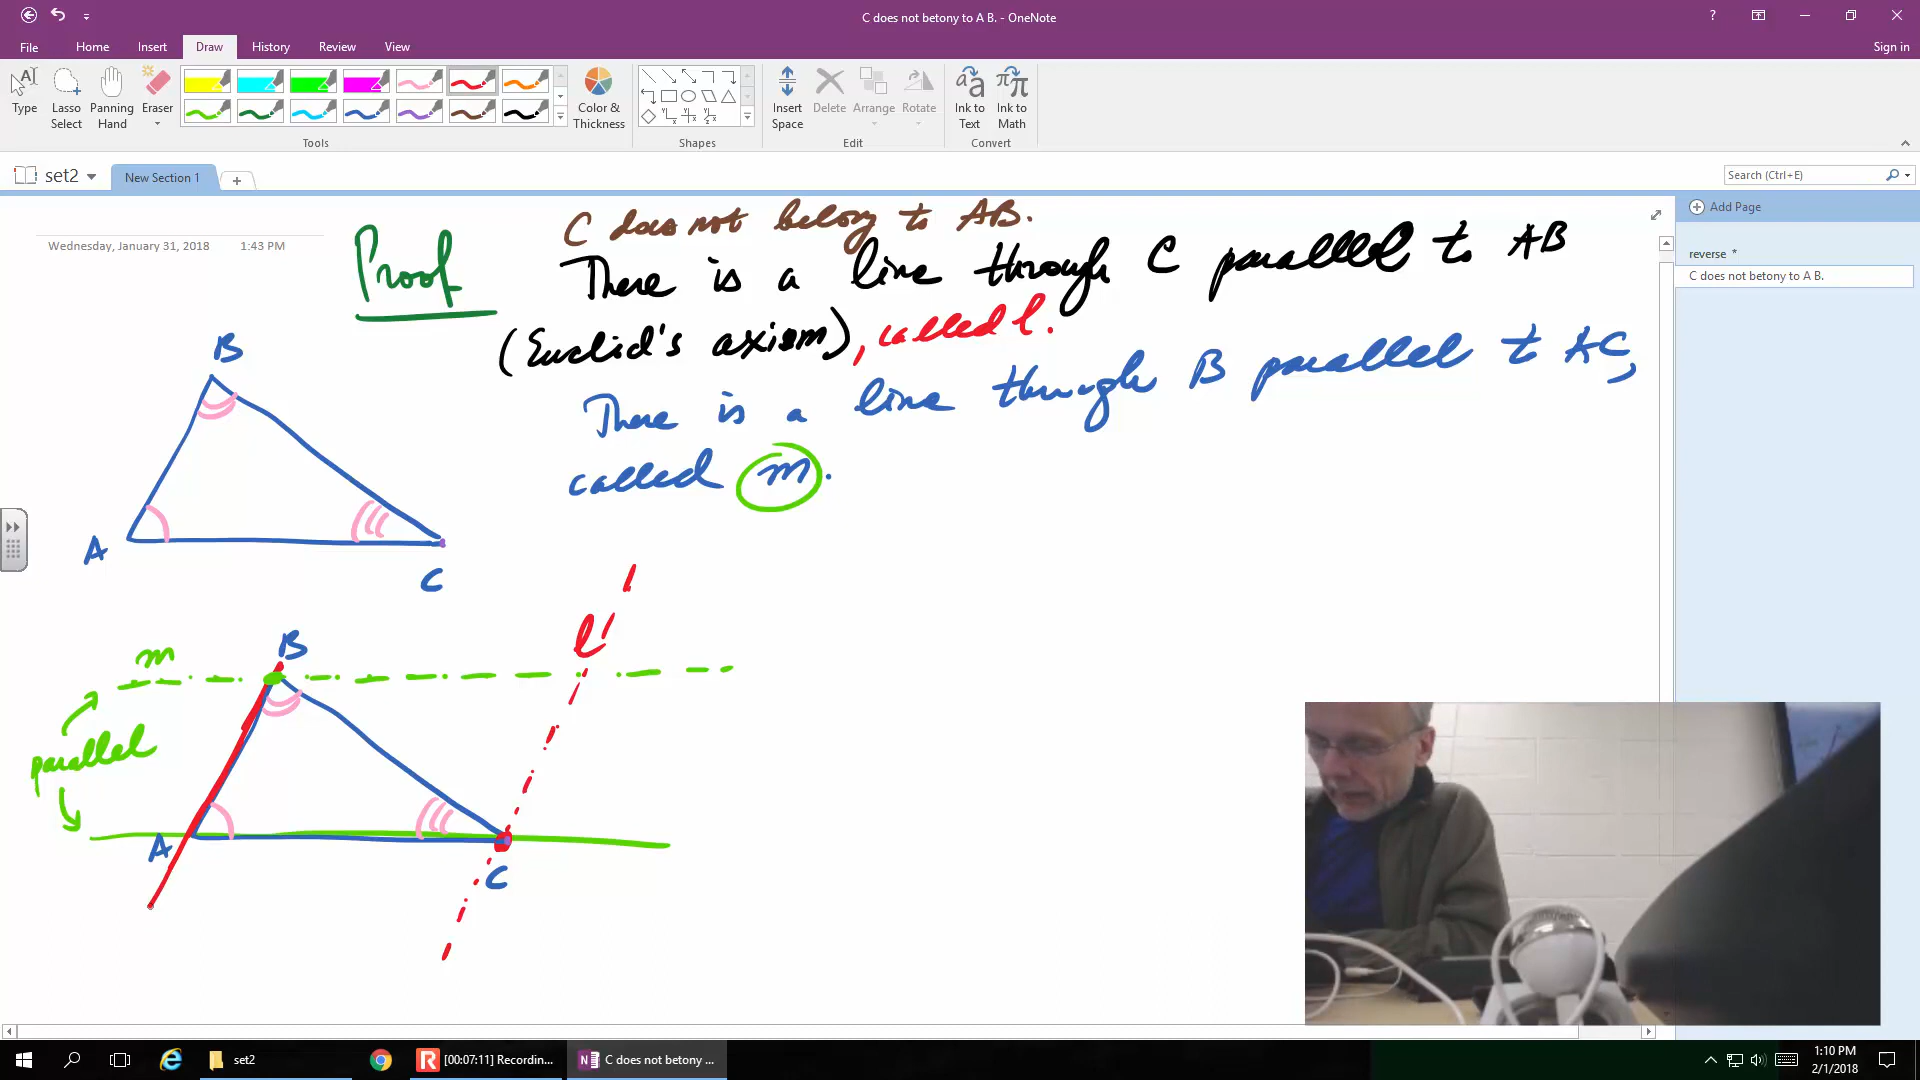 C does not betony to A B. - OneNote
File
Home
Insert
Draw
History
Review
View
Sign in
Type
Lasso Select
Panning Hand
Eraser
Color & Thickness
Insert Space
Delete
Arrange
Rotate
Ink to Text
Ink to Math
Tools
Shapes
Edit
Convert
set2
New Section 1
Search (Ctrl+E)
Add Page
reverse *
C does not betony to A B.
Wednesday, January 31, 2018
1:43 PM
Proof
C does not belong to AB.
There is a line through C parallel to AB
(Euclid's axiom), called l.
There is a line through B parallel to AC,
called m.
B
A
C
m
B
l
parallel
A
C
set2
[00:07:11] Recordin...
C does not betony ...
1:10 PM
2/1/2018